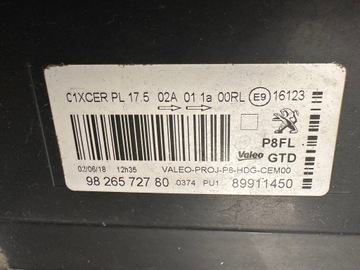 C1XCER PL 17.5 02A 01 1a 00RL E9 16123
P8FL
Valeo GTD
02/06/18 12h35 VALEO-PROJ-P8-HDG-CEM00
98 265 727 80 0374 PU1 89911450